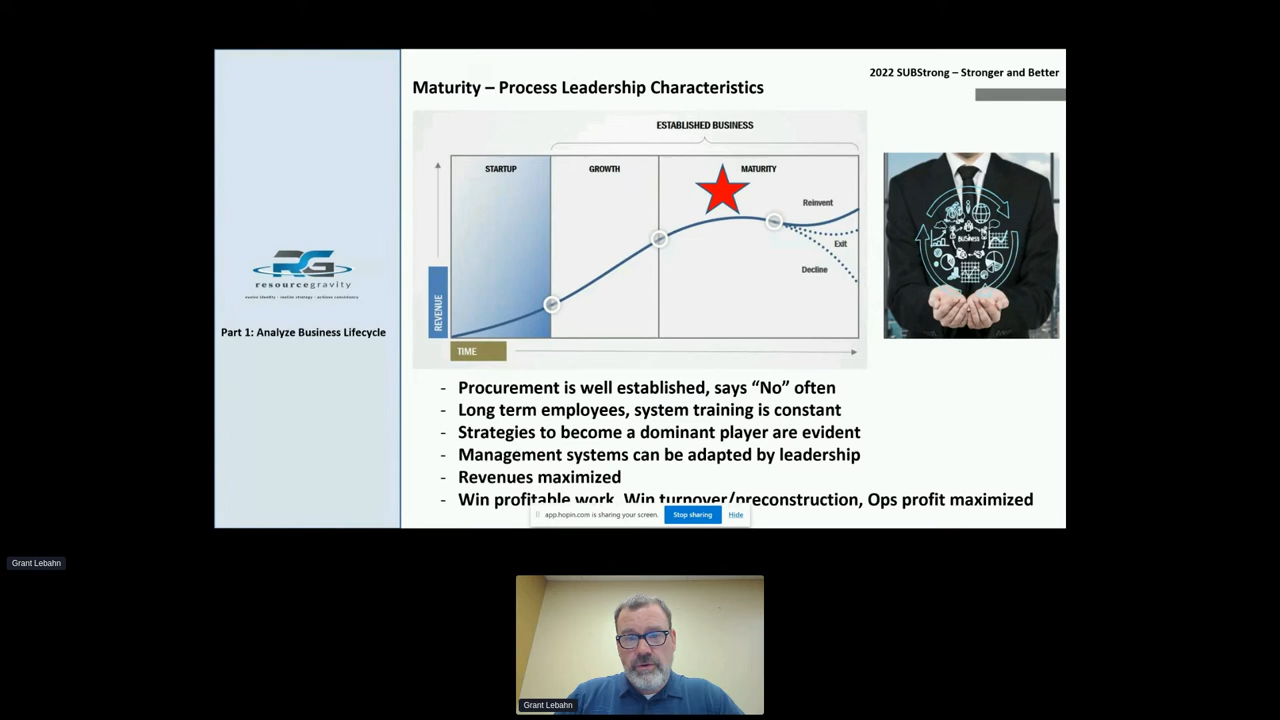 2022 SUBStrong – Stronger and Better
Maturity – Process Leadership Characteristics
ESTABLISHED BUSINESS
STARTUP
GROWTH
MATURITY
Reinvent
Exit
Decline
REVENUE
TIME
BUSINESS
RG
resourcegravity
Part 1: Analyze Business Lifecycle
- Procurement is well established, says “No” often
- Long term employees, system training is constant
- Strategies to become a dominant player are evident
- Management systems can be adapted by leadership
- Revenues maximized
- Win profitable work, Win turnover/preconstruction, Ops profit maximized
app.hopin.com is sharing your screen.
Stop sharing
Hide
Grant Lebahn
Grant Lebahn